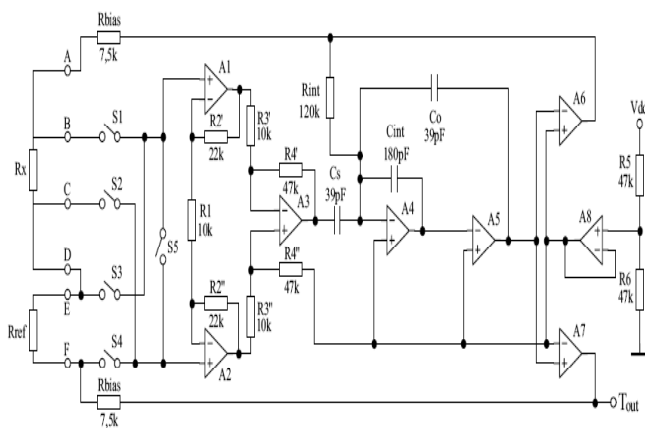 Rbias
7,5k
A
B
C
D
E
F
Rx
Rref
S1
S2
S3
S4
S5
A1
R2'
22k
R3'
10k
R1
10k
R4'
47k
A3
Cs
39pF
R4"
47k
R2"
22k
R3"
10k
A2
Rint
120k
Co
39pF
Cint
180pF
A4
A5
A6
A7
A8
Vdd
R5
47k
R6
47k
Rbias
7,5k
Tout